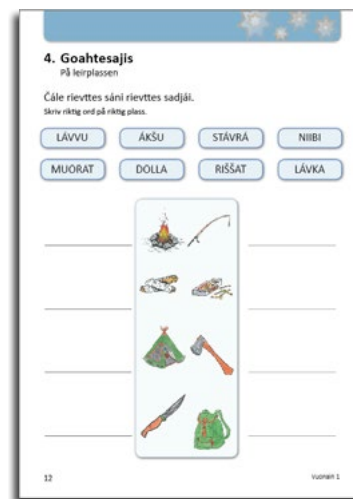 4. Goahtesajis
På leirplassen
Čále rievttes sáni rievttes sadjái.
Skriv riktig ord på riktig plass.
LÁVVU ÁKŠU STÁVRÁ NIIBI
MUORAT DOLLA RIŠŠAT LÁVKA
12 VUOŊAIN 1